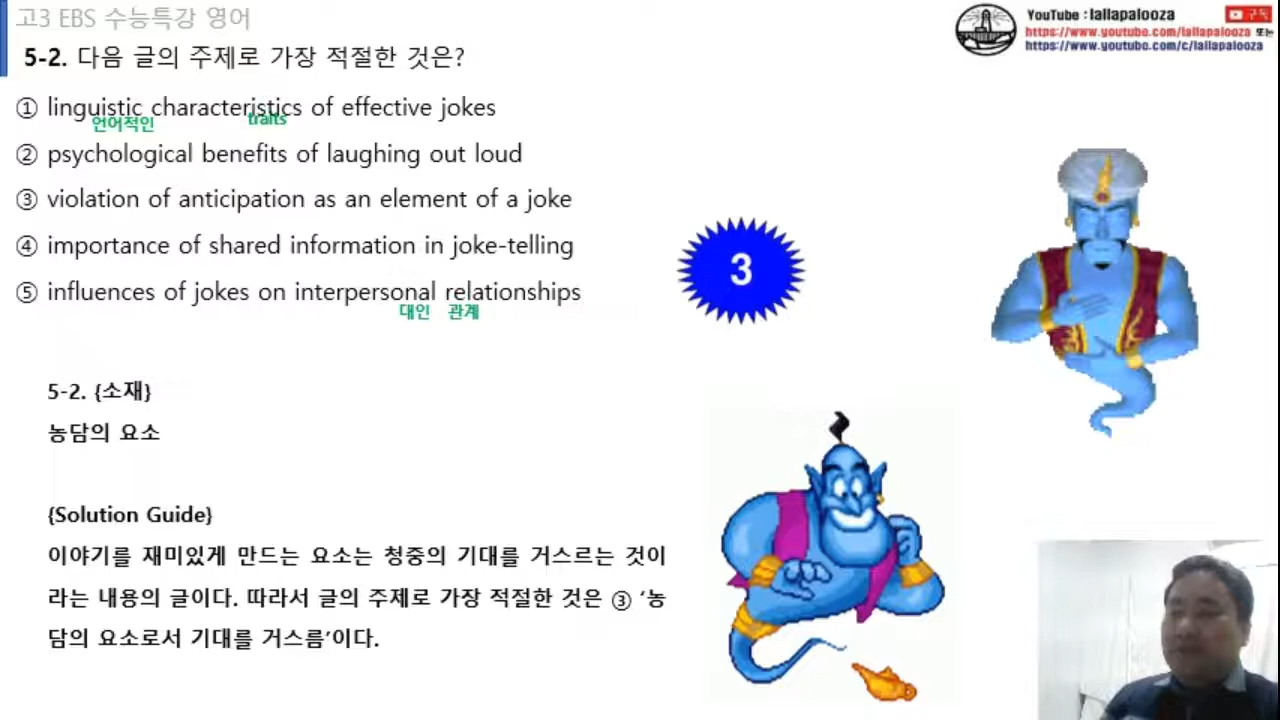 고3 EBS 수능특강 영어
YouTube : lallapalooza
구독
https://www.youtube.com/lallapalooza 또는
https://www.youtube.com/c/lallapalooza
5-2. 다음 글의 주제로 가장 적절한 것은?
① linguistic characteristics of effective jokes
언어적인 traits
② psychological benefits of laughing out loud
③ violation of anticipation as an element of a joke
④ importance of shared information in joke-telling
⑤ influences of jokes on interpersonal relationships
대인 관계
3
5-2. {소재}
농담의 요소
{Solution Guide}
이야기를 재미있게 만드는 요소는 청중의 기대를 거스르는 것이
라는 내용의 글이다. 따라서 글의 주제로 가장 적절한 것은 ③ ‘농
담의 요소로서 기대를 거스름’이다.